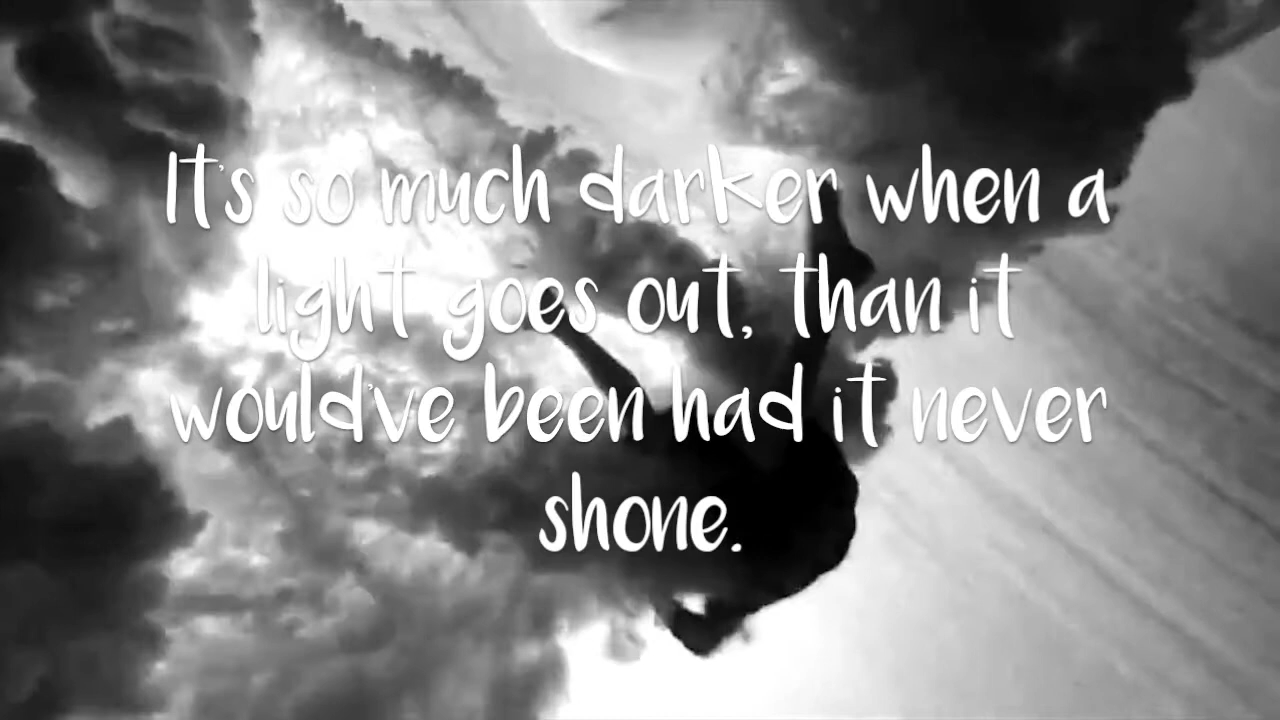 It's so much darker when a
light goes out, than it
would've been had it never
shone.